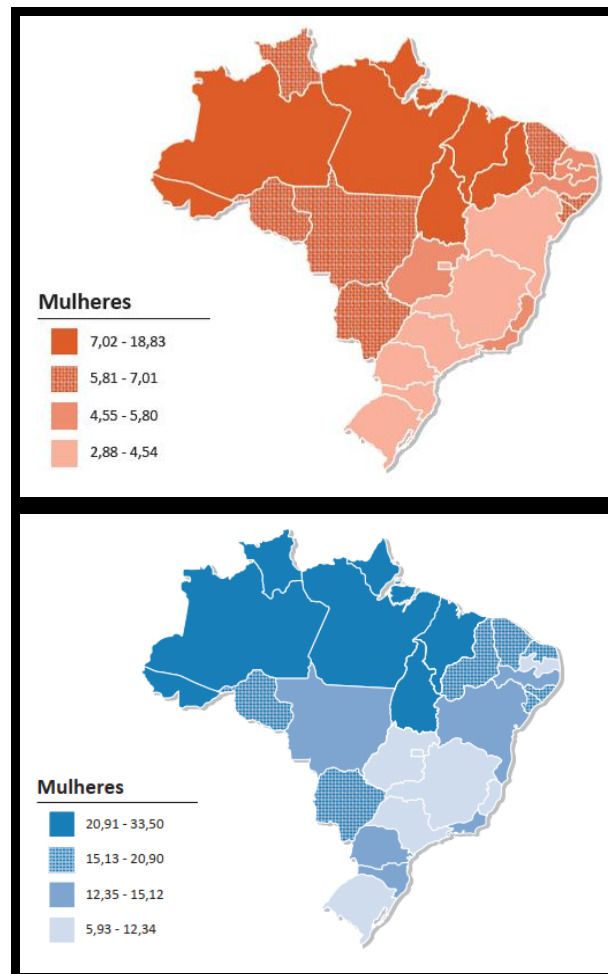 Mulheres
7,02 - 18,83
5,81 - 7,01
4,55 - 5,80
2,88 - 4,54
Mulheres
20,91 - 33,50
15,13 - 20,90
12,35 - 15,12
5,93 - 12,34